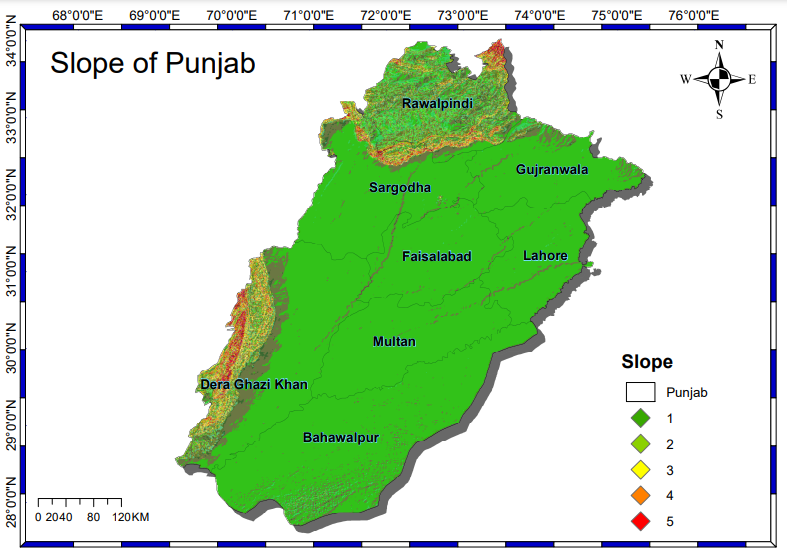 68°0'0"E 69°0'0"E 70°0'0"E 71°0'0"E 72°0'0"E 73°0'0"E 74°0'0"E 75°0'0"E 76°0'0"E
34°0'0"N
33°0'0"N
32°0'0"N
31°0'0"N
30°0'0"N
29°0'0"N
28°0'0"N
Slope of Punjab
N
W E
S
Rawalpindi
Gujranwala
Sargodha
Faisalabad
Lahore
Multan
Dera Ghazi Khan
Bahawalpur
Slope
Punjab
1
2
3
4
5
0 2040 80 120KM